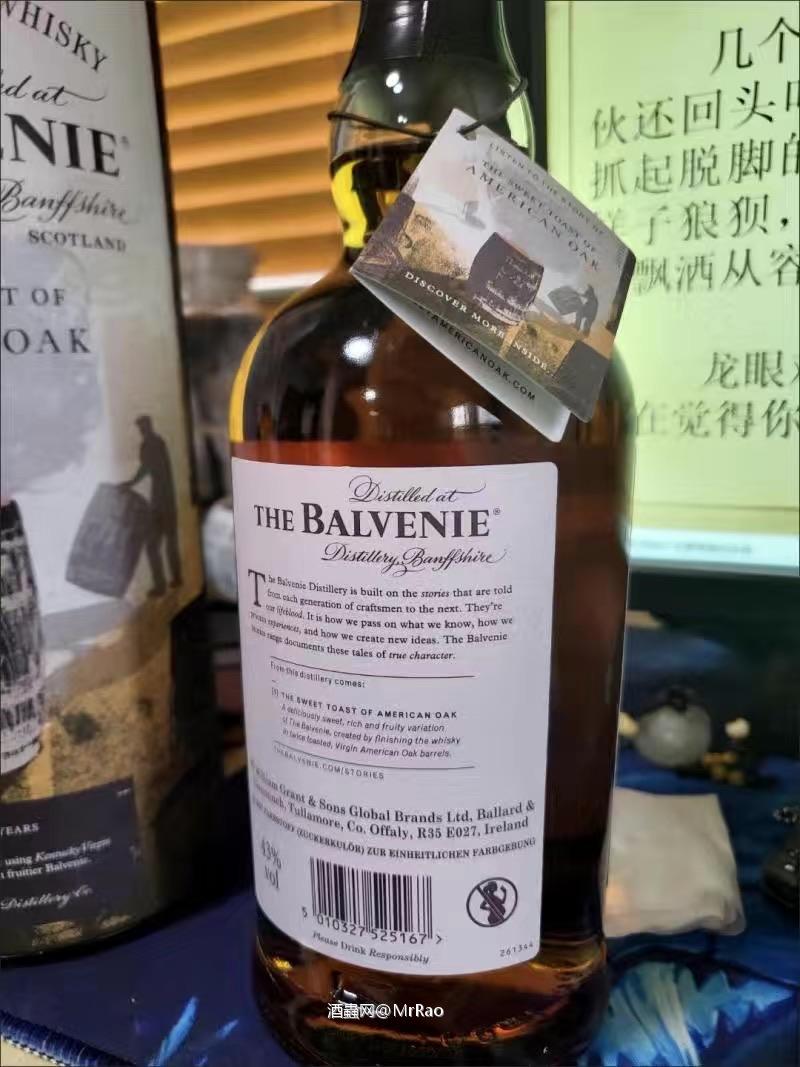 WHISKY
ed at
ENIE
Banffshire
SCOTLAND
T OF
OAK
YEARS
using Kentucky Virgin
fruitier Balvenie.
Distillery Co.
LISTEN TO THE STORY OF
THE SWEET TOAST OF
AMERICAN OAK
DISCOVER MORE INSIDE.
AMERICANOAK.COM
几个
伙还回头
抓起脱脚的
样子狼狈，
飘洒从容
龙眼
在觉得你
Distilled at
THE BALVENIE®
Distillery, Banffshire
The Balvenie Distillery is built on the stories that are told
from each generation of craftsmen to the next. They're
our lifeblood. It is how we pass on what we know, how we
experiences, and how we create new ideas. The Balvenie
range documents these tales of true character.
From this distillery comes:
THE SWEET TOAST OF AMERICAN OAK
A deliciously sweet, rich and fruity variation
of The Balvenie, created by finishing the whisky
in twice toasted, Virgin American Oak barrels.
THEBALVENIE.COM/STORIES
William Grant & Sons Global Brands Ltd, Ballard &
Tullamore, Co. Offaly, R35 E027, Ireland
FARBSTOFF (ZUCKERKULÖR) ZUR EINHEITLICHEN FARBGEBUNG
43%
vol
5 010327 525167 >
Please Drink Responsibly
261344
酒蟲网@MrRao